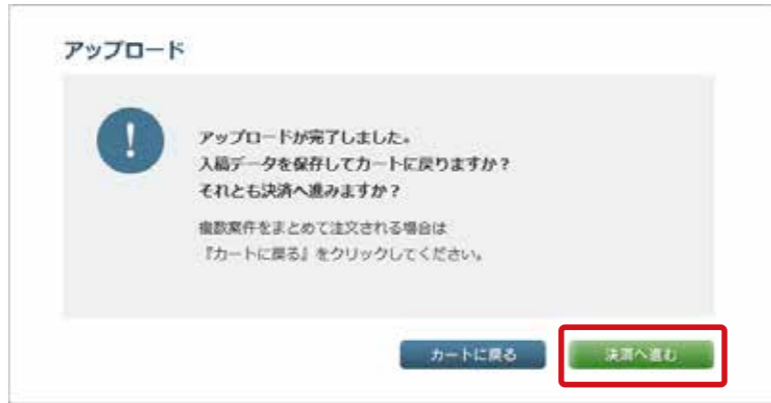 アップロード
アップロードが完了しました。
入稿データを保存してカートに戻りますか？
それとも決済へ進みますか？
複数案件をまとめて注文される場合は
『カートに戻る』をクリックしてください。
カートに戻る
決済へ進む